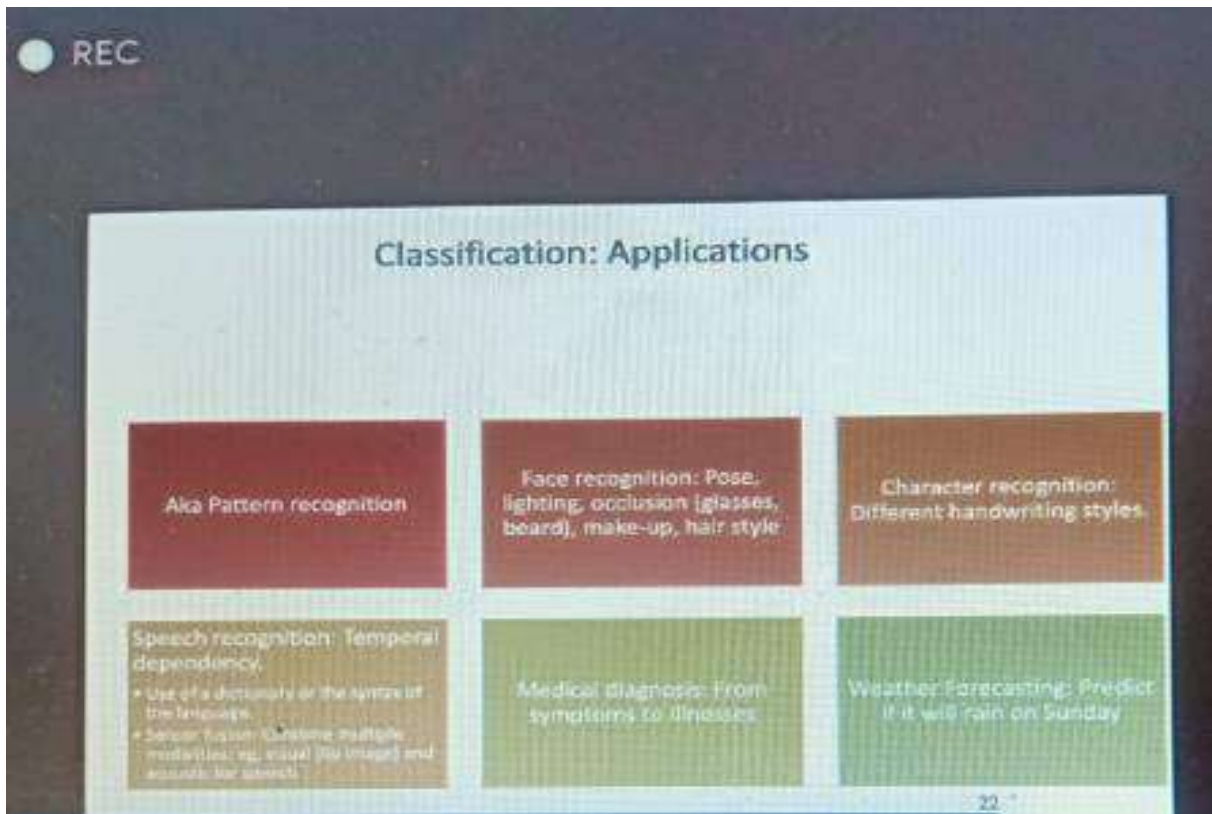 REC
Classification: Applications
Aka Pattern recognition
Face recognition: Pose,
lighting, occlusion (glasses,
beard), make-up, hair style
Character recognition:
Different handwriting styles.
Speech recognition: Temporal
dependency.
• Use of a dictionary or the syntax of
the language.
• Sensor fusion: Combine multiple
modalities; eg, visual (lip image) and
acoustic for speech
Medical diagnosis: From
symptoms to illnesses
Weather Forecasting: Predict
if it will rain on Sunday
22